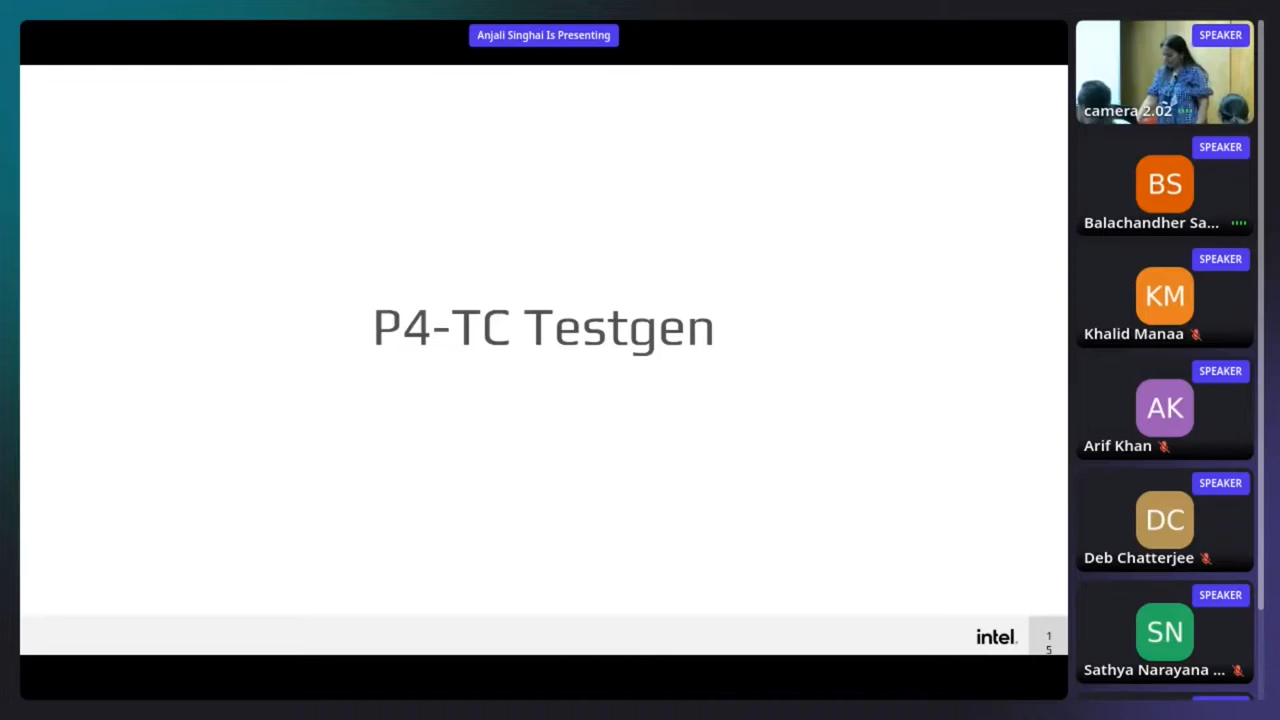 Anjali Singhai Is Presenting
P4-TC Testgen
intel.
1
5
SPEAKER
camera 2.02
SPEAKER
BS
Balachandher Sa...
SPEAKER
KM
Khalid Manaa
SPEAKER
AK
Arif Khan
SPEAKER
DC
Deb Chatterjee
SPEAKER
SN
Sathya Narayana ...